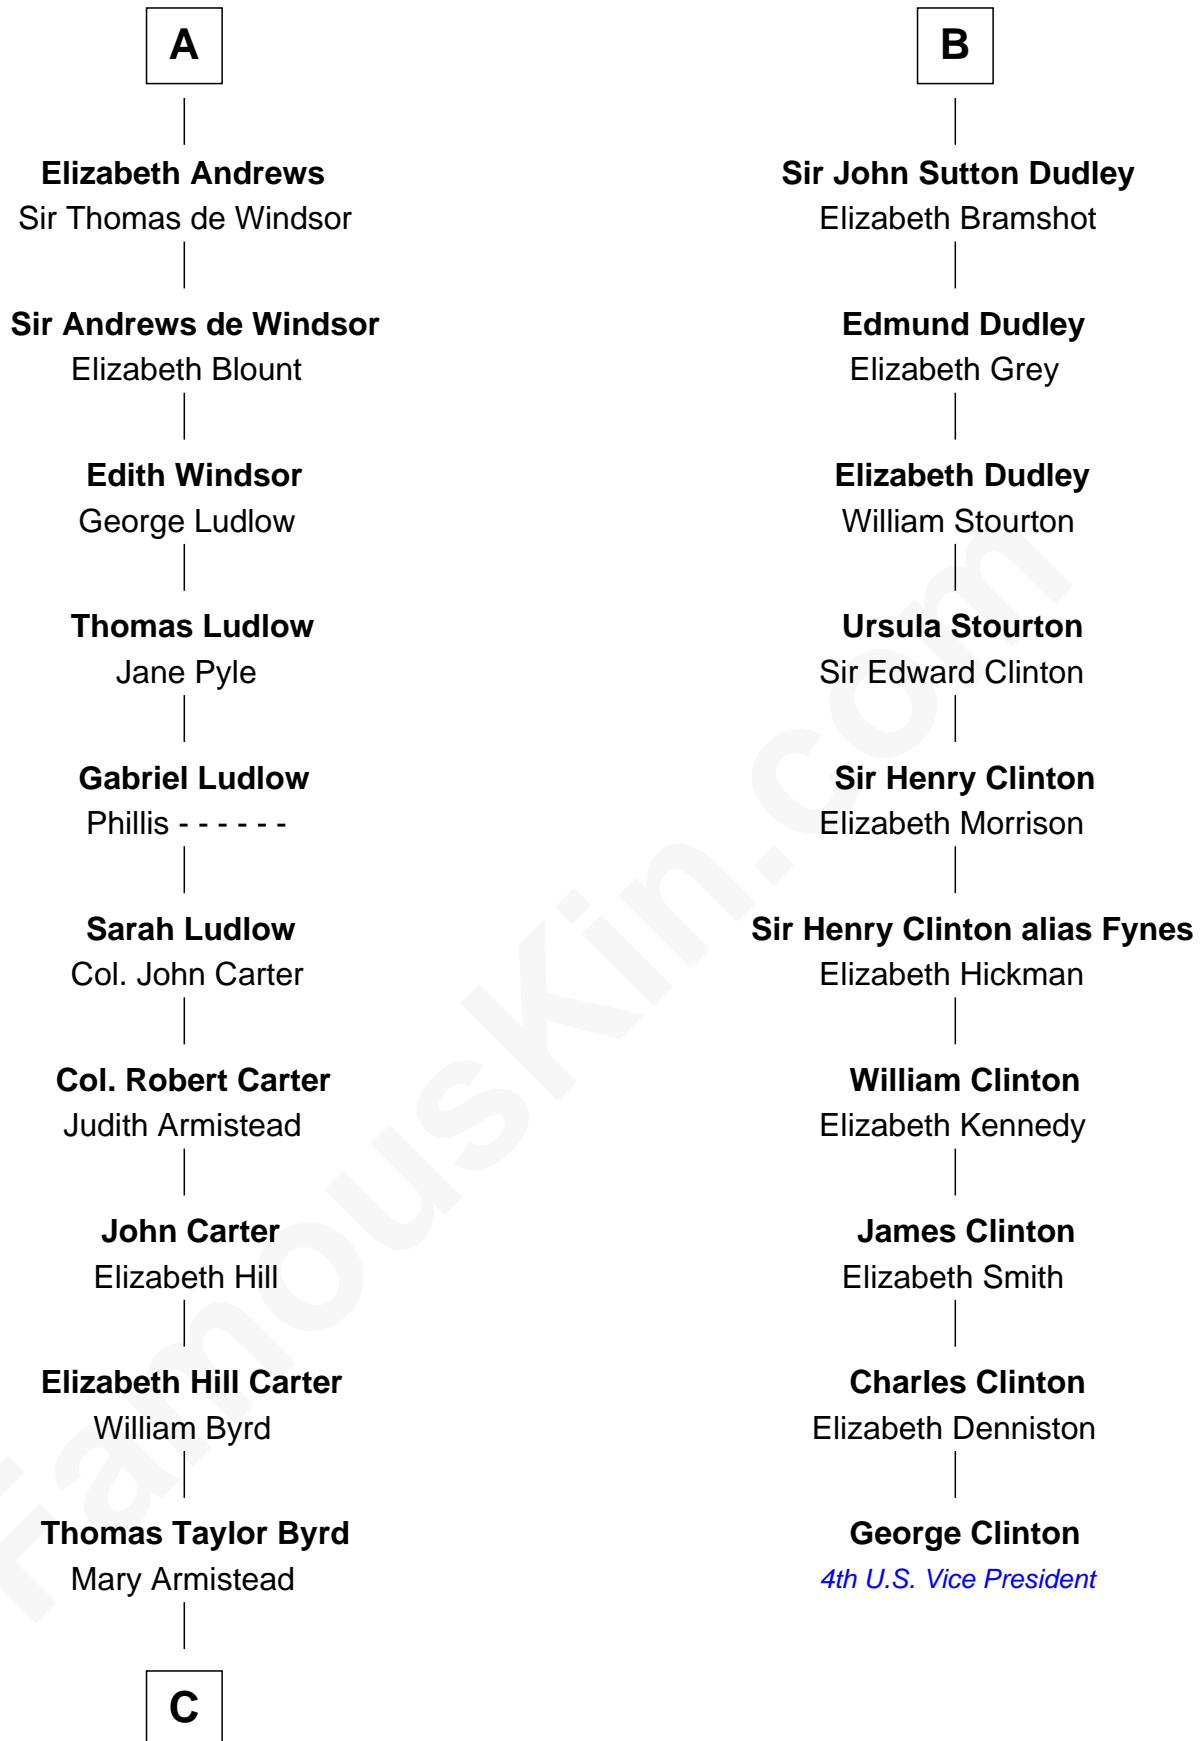 A
Elizabeth Andrews
Sir Thomas de Windsor
Sir Andrews de Windsor
Elizabeth Blount
Edith Windsor
George Ludlow
Thomas Ludlow
Jane Pyle
Gabriel Ludlow
Phillis - - - - - -
Sarah Ludlow
Col. John Carter
Col. Robert Carter
Judith Armistead
John Carter
Elizabeth Hill
Elizabeth Hill Carter
William Byrd
Thomas Taylor Byrd
Mary Armistead
C
B
Sir John Sutton Dudley
Elizabeth Bramshot
Edmund Dudley
Elizabeth Grey
Elizabeth Dudley
William Stourton
Ursula Stourton
Sir Edward Clinton
Sir Henry Clinton
Elizabeth Morrison
Sir Henry Clinton alias Fynes
Elizabeth Hickman
William Clinton
Elizabeth Kennedy
James Clinton
Elizabeth Smith
Charles Clinton
Elizabeth Denniston
George Clinton
4th U.S. Vice President
FamousKin.com